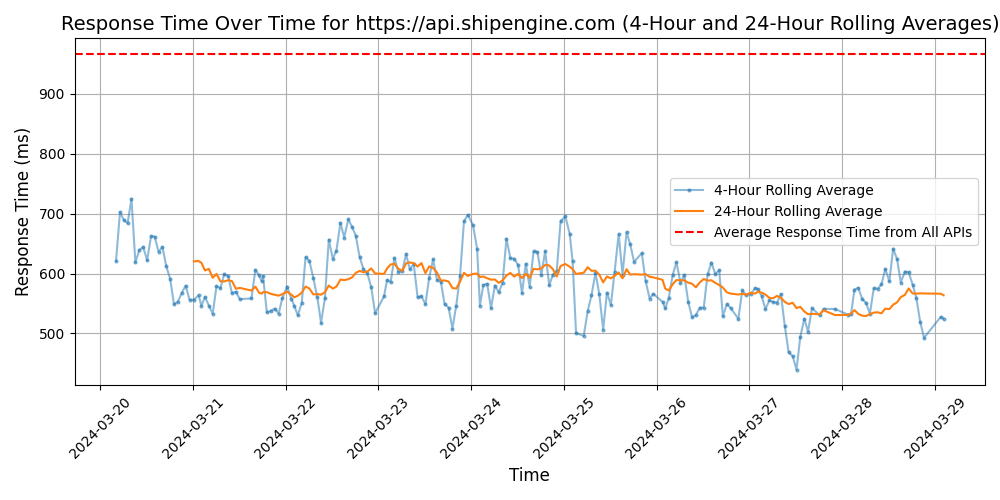 Response Time Over Time for https://api.shipengine.com (4-Hour and 24-Hour Rolling Averages)
Response Time (ms)
900
800
700
600
500
4-Hour Rolling Average
24-Hour Rolling Average
Average Response Time from All APIs
2024-03-20
2024-03-21
2024-03-22
2024-03-23
2024-03-24
2024-03-25
2024-03-26
2024-03-27
2024-03-28
2024-03-29
Time